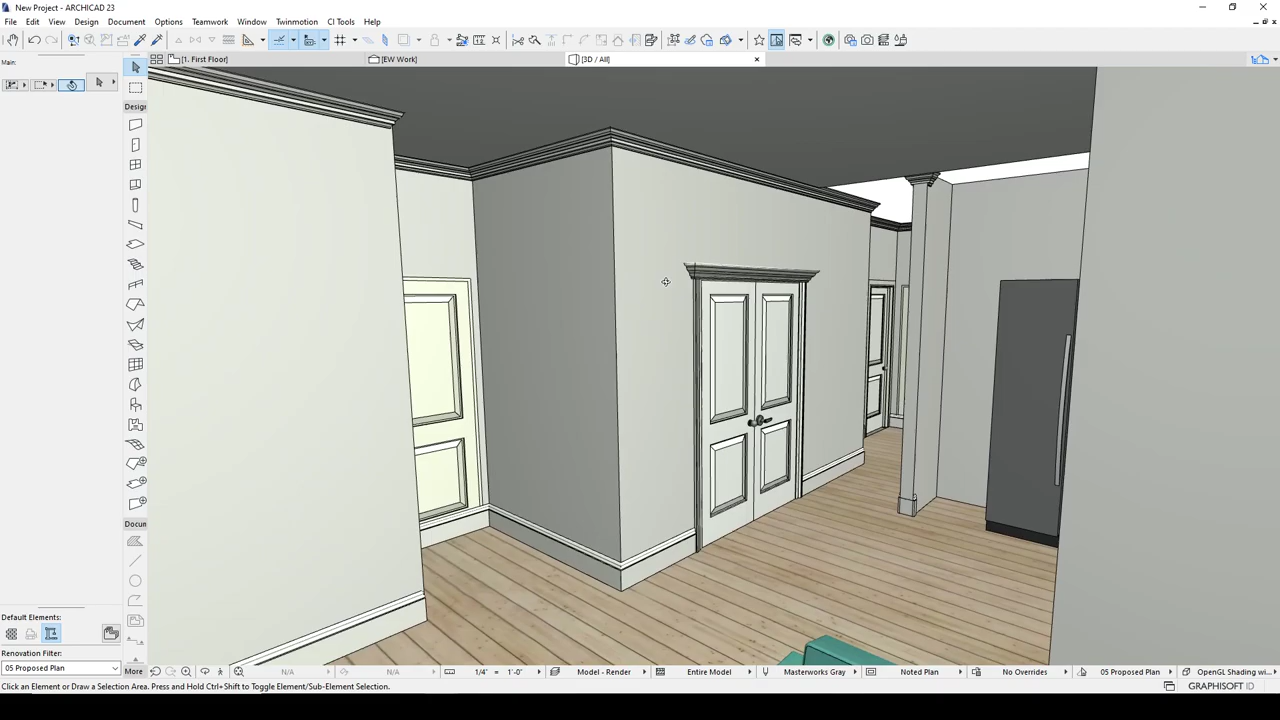 New Project - ARCHICAD 23
File Edit View Design Document Options Teamwork Window Twinmotion CI Tools Help
Main:
[1. First Floor]
[EW Work]
[3D / All]
Design
Docun
More
Default Elements:
Renovation Filter:
05 Proposed Plan
N/A
N/A
1/4" = 1'-0"
Model - Render
Entire Model
Masterworks Gray
Noted Plan
No Overrides
05 Proposed Plan
OpenGL Shading wi...
Click an Element or Draw a Selection Area. Press and Hold Ctrl+Shift to Toggle Element/Sub-Element Selection.
GRAPHISOFT ID